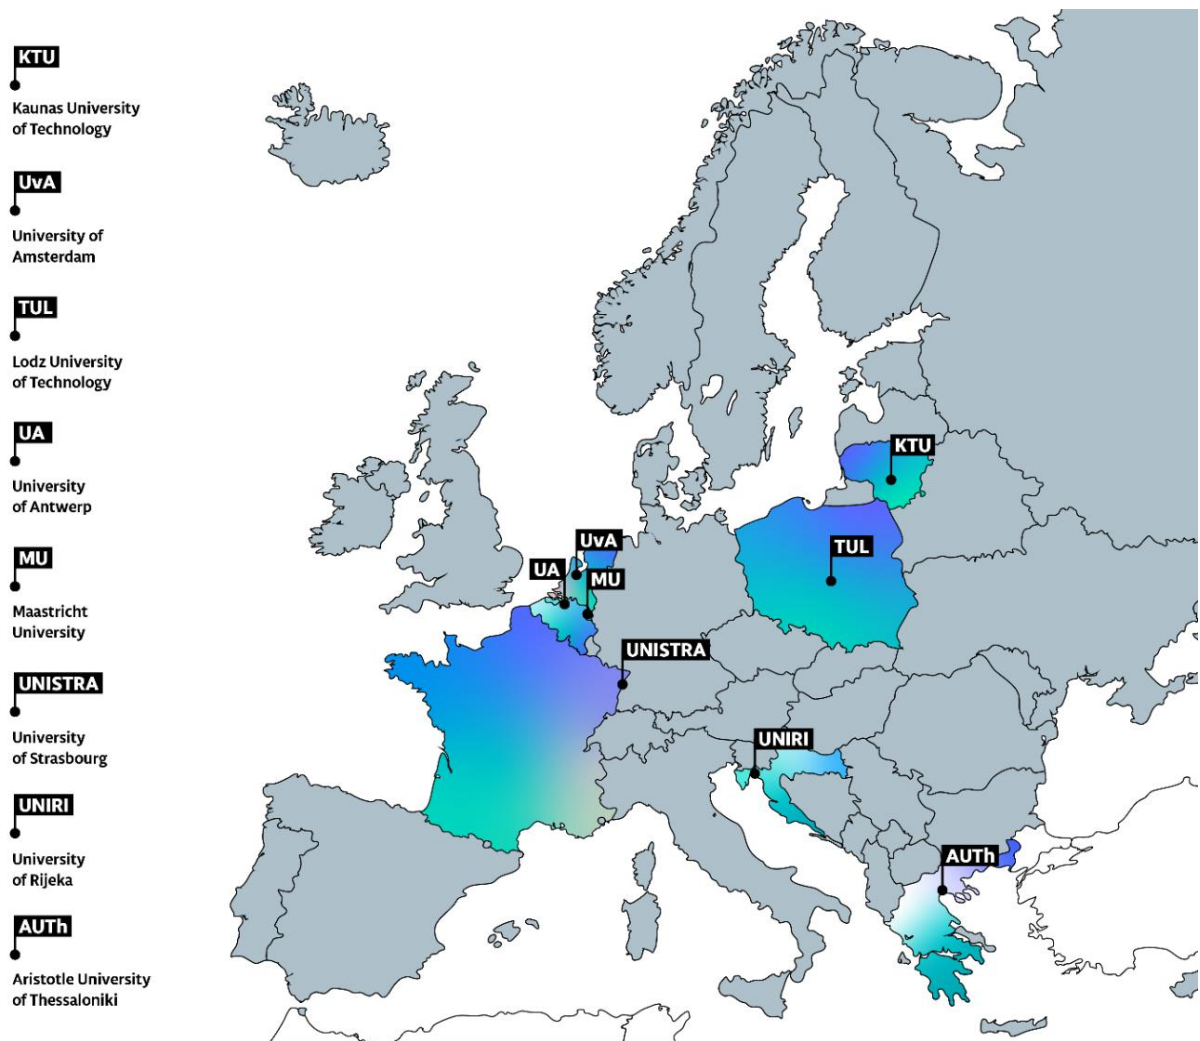 KTU
Kaunas University
of Technology
UvA
University of
Amsterdam
TUL
Lodz University
of Technology
UA
University
of Antwerp
MU
Maastricht
University
UNISTRA
University
of Strasbourg
UNIRI
University
of Rijeka
AUTh
Aristotle University
of Thessaloniki
KTU
UvA
TUL
UA
MU
UNISTRA
UNIRI
AUTh